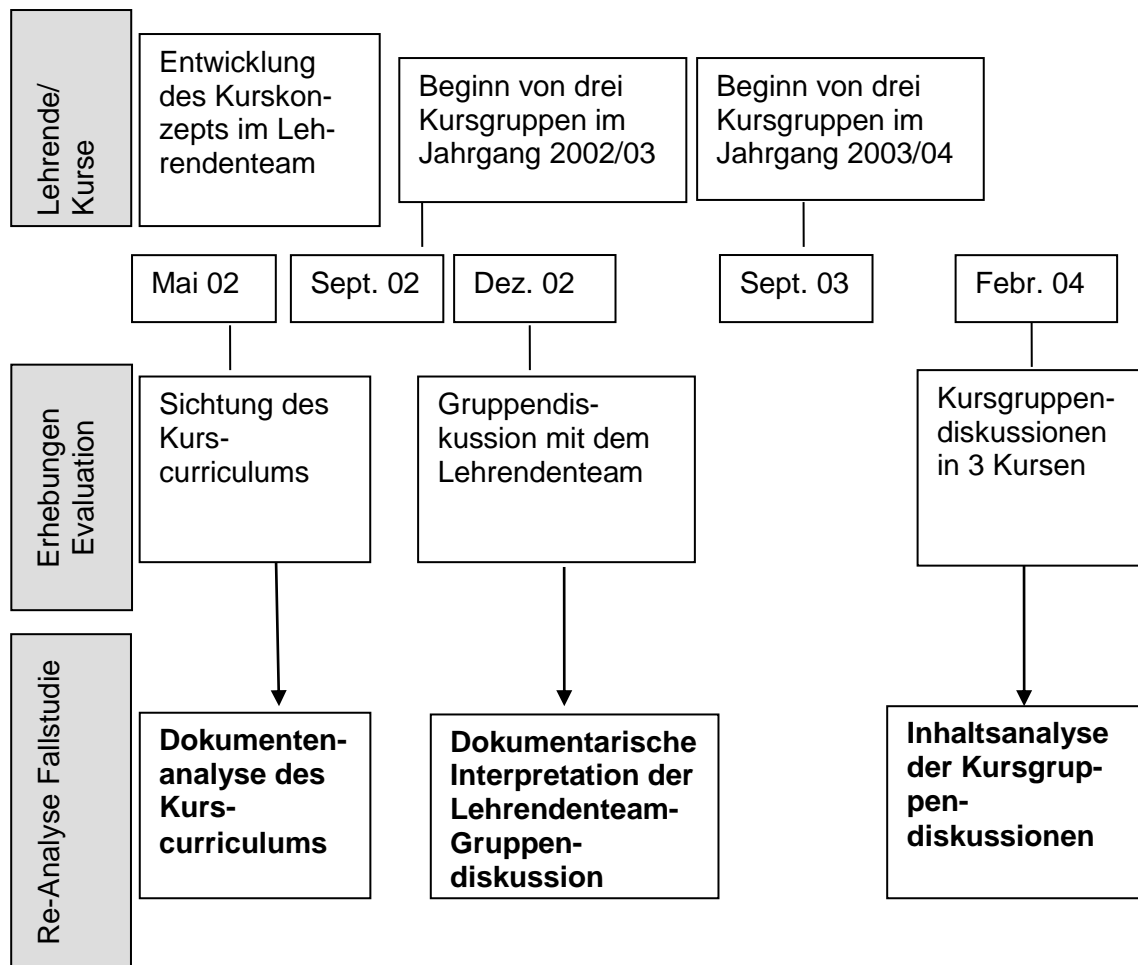 Lehrende/
Kurse
Entwicklung
des Kurskon-
zepts im Leh-
rendenteam
Beginn von drei
Kursgruppen im
Jahrgang 2002/03
Beginn von drei
Kursgruppen im
Jahrgang 2003/04
Mai 02
Sept. 02
Dez. 02
Sept. 03
Febr. 04
Erhebungen
Evaluation
Sichtung des
Kurs-
curriculums
Gruppendis-
kussion mit dem
Lehrendenteam
Kursgruppen-
diskussionen
in 3 Kursen
Re-Analyse Fallstudie
Dokumenten-
analyse des
Kurs-
curriculums
Dokumentarische
Interpretation der
Lehrendenteam-
Gruppen-
diskussion
Inhaltsanalyse
der Kursgrup-
pen-
diskussionen